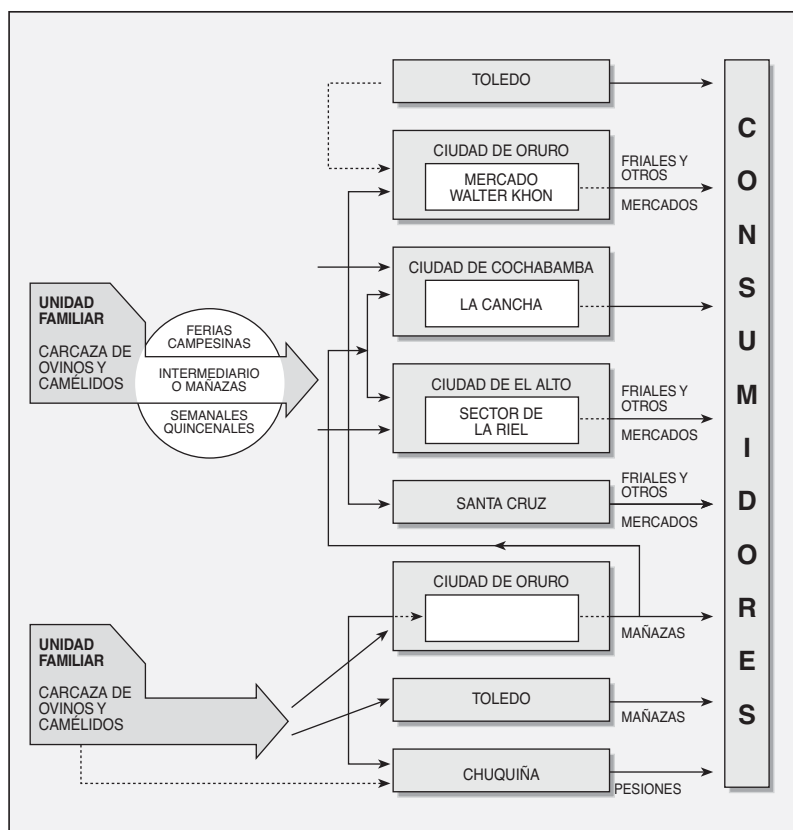 TOLEDO
CIUDAD DE ORURO
MERCADO
WALTER KHON
FRIALES Y
OTROS
MERCADOS
CIUDAD DE COCHABAMBA
LA CANCHA
UNIDAD
FAMILIAR
CARCAZA DE
OVINOS Y
CAMÉLIDOS
FERIAS
CAMPESINAS
INTERMEDIARIO
O MAÑAZAS
SEMANALES
QUINCENALES
CIUDAD DE EL ALTO
SECTOR DE
LA RIEL
FRIALES Y
OTROS
MERCADOS
SANTA CRUZ
FRIALES Y
OTROS
MERCADOS
CIUDAD DE ORURO
MAÑAZAS
UNIDAD
FAMILIAR
CARCAZA DE
OVINOS Y
CAMÉLIDOS
TOLEDO
MAÑAZAS
CHUQUIÑA
PESIONES
CONSUMIDORES